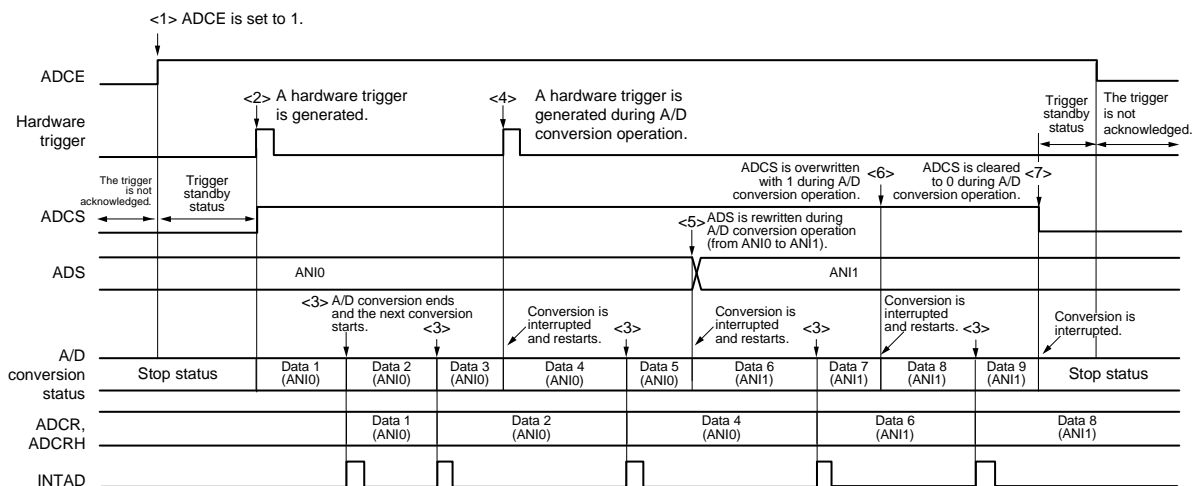 <1> ADCE is set to 1.
ADCE
<2> A hardware trigger
is generated.
<4> A hardware trigger is
generated during A/D
conversion operation.
Trigger
standby
status
The trigger
is not
acknowledged.
Hardware
trigger
The trigger
is not
acknowledged.
Trigger
standby
status
ADCS is overwritten
with 1 during A/D
conversion operation.
<6>
ADCS is cleared
to 0 during A/D
conversion operation.
<7>
ADCS
<5> ADS is rewritten during
A/D conversion operation
(from ANI0 to ANI1).
ADS
ANI0
ANI1
<3> A/D conversion ends
and the next conversion
starts.
<3>
Conversion is
interrupted
and restarts.
<3>
Conversion is
interrupted
and restarts.
<3>
Conversion is
interrupted
and restarts.
<3>
Conversion is
interrupted.
A/D
conversion
status
Stop status
Data 1
(ANI0)
Data 2
(ANI0)
Data 3
(ANI0)
Data 4
(ANI0)
Data 5
(ANI0)
Data 6
(ANI1)
Data 7
(ANI1)
Data 8
(ANI1)
Data 9
(ANI1)
Stop status
ADCR,
ADCRH
Data 1
(ANI0)
Data 2
(ANI0)
Data 4
(ANI0)
Data 6
(ANI1)
Data 8
(ANI1)
INTAD